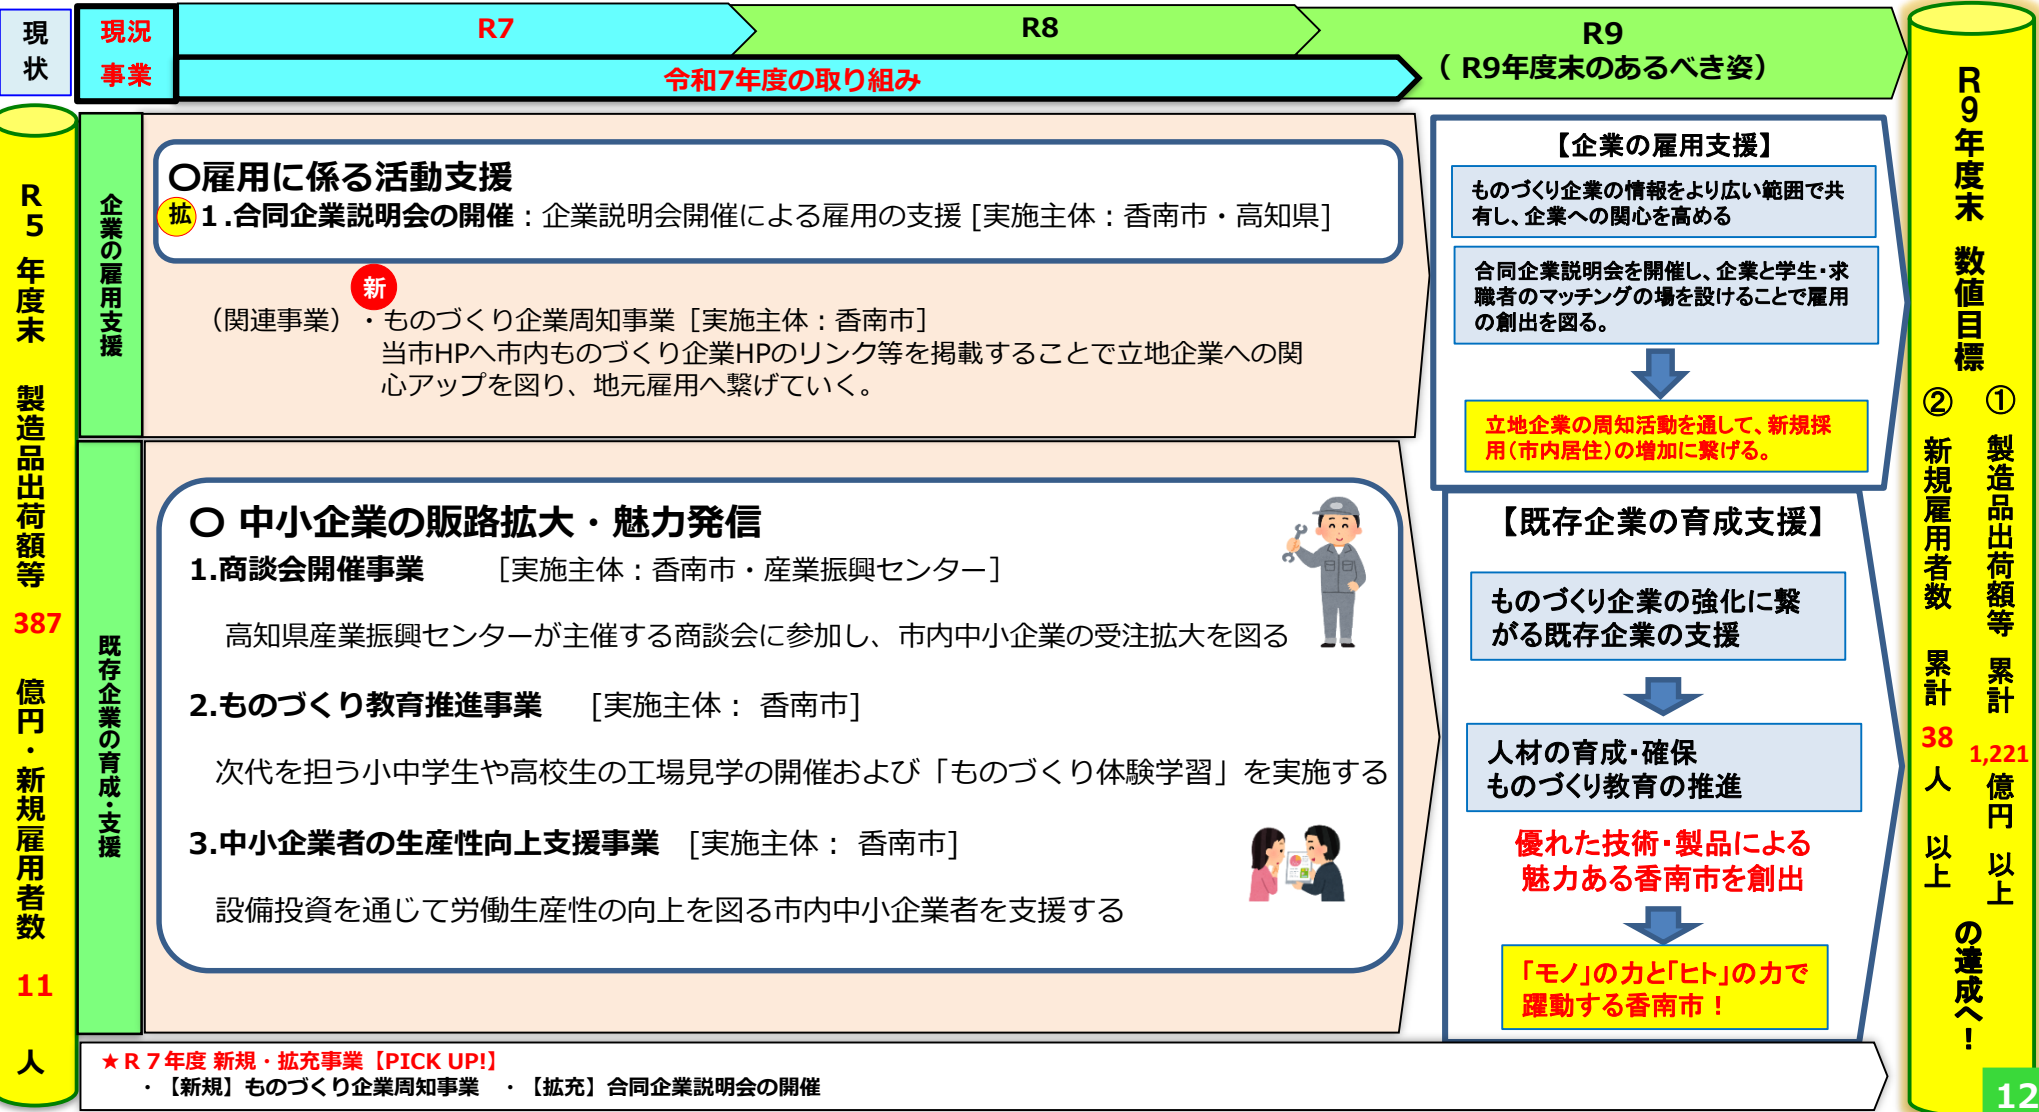 現状
現況
事業
R7
R8
R9
（ R9年度末のあるべき姿）
令和7年度の取り組み
R5年度末 製造品出荷額等 387 億円・新規雇用者数 11 人
企業の雇用支援
〇雇用に係る活動支援
拡 １.合同企業説明会の開催：企業説明会開催による雇用の支援 [実施主体：香南市・高知県]
新
（関連事業）・ものづくり企業周知事業［実施主体：香南市］
当市HPへ市内ものづくり企業HPのリンク等を掲載することで立地企業への関
心アップを図り、地元雇用へ繋げていく。
【企業の雇用支援】
ものづくり企業の情報をより広い範囲で共
有し、企業への関心を高める
合同企業説明会を開催し、企業と学生・求
職者のマッチングの場を設けることで雇用
の創出を図る。
立地企業の周知活動を通して、新規採
用（市内居住）の増加に繋げる。
既存企業の育成・支援
〇 中小企業の販路拡大・魅力発信
1.商談会開催事業 ［実施主体：香南市・産業振興センター］
高知県産業振興センターが主催する商談会に参加し、市内中小企業の受注拡大を図る
2.ものづくり教育推進事業 ［実施主体： 香南市］
次代を担う小中学生や高校生の工場見学の開催および「ものづくり体験学習」を実施する
3.中小企業者の生産性向上支援事業 ［実施主体： 香南市］
設備投資を通じて労働生産性の向上を図る市内中小企業者を支援する
【既存企業の育成支援】
ものづくり企業の強化に繋
がる既存企業の支援
人材の育成・確保
ものづくり教育の推進
優れた技術・製品による
魅力ある香南市を創出
「モノ」の力と「ヒト」の力で
躍動する香南市！
R9年度末 数値目標
① 製造品出荷額等 累計 1,221 億円 以上
② 新規雇用者数 累計 38 人 以上
の達成へ！
★Ｒ７年度 新規・拡充事業【PICK UP!】
・【新規】ものづくり企業周知事業 ・【拡充】合同企業説明会の開催
12